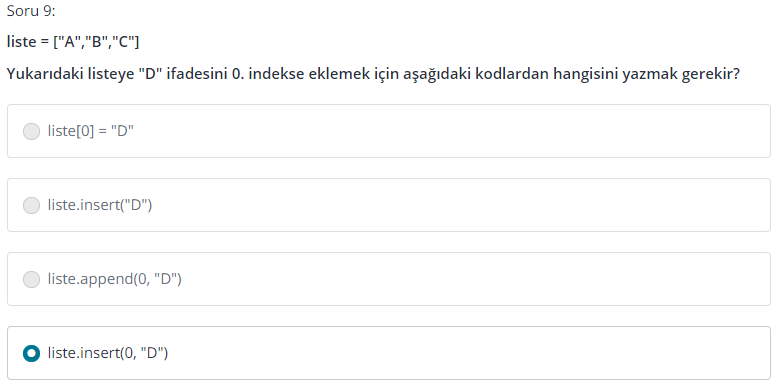 Soru 9:
liste = ["A","B","C"]
Yukarıdaki listeye "D" ifadesini 0. indekse eklemek için aşağıdaki kodlardan hangisini yazmak gerekir?
liste[0] = "D"
liste.insert("D")
liste.append(0, "D")
liste.insert(0, "D")